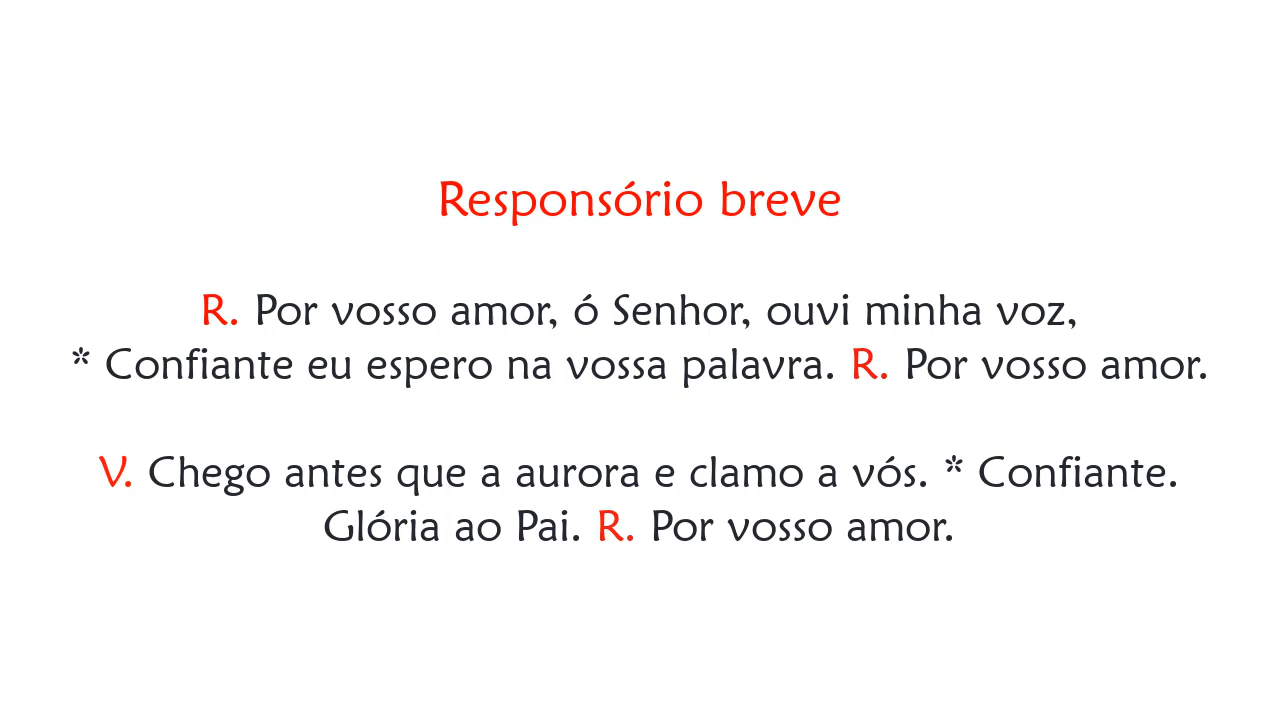 Responsório breve
R. Por vosso amor, ó Senhor, ouvi minha voz,
* Confiante eu espero na vossa palavra. R. Por vosso amor.
V. Chego antes que a aurora e clamo a vós. * Confiante.
Glória ao Pai. R. Por vosso amor.